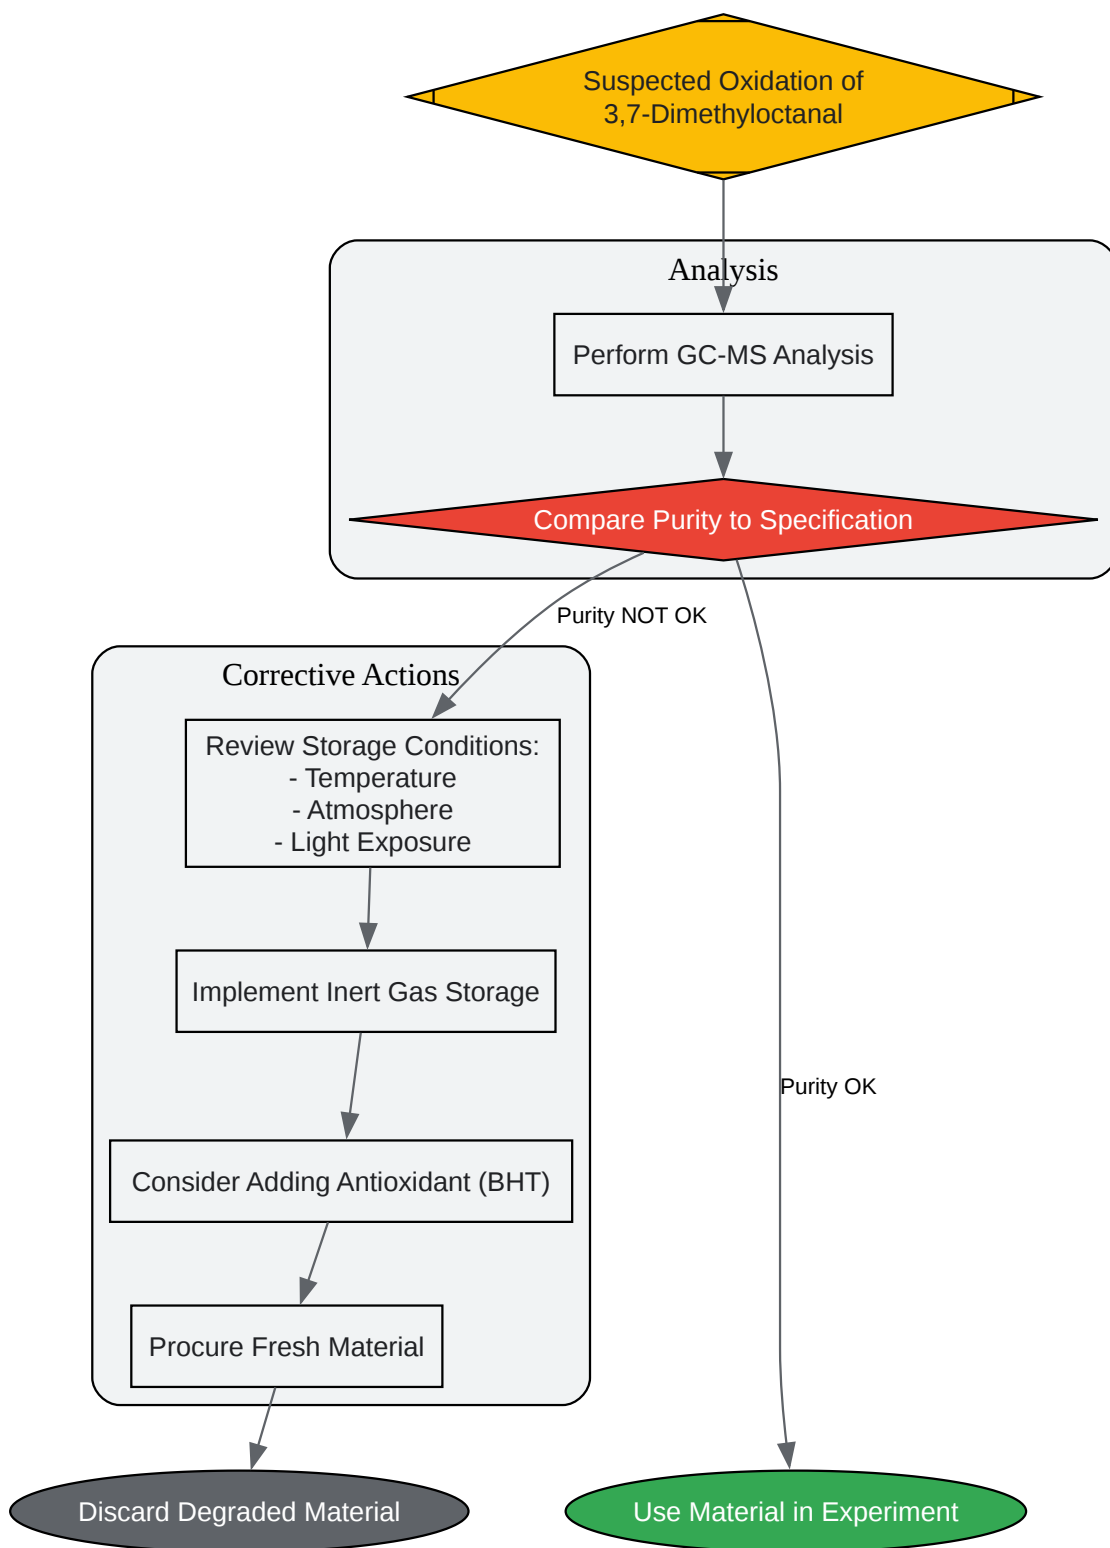 Suspected Oxidation of
3,7-Dimethyloctanal
Analysis
Perform GC-MS Analysis
Compare Purity to Specification
Purity NOT OK
Corrective Actions
Review Storage Conditions:
- Temperature
- Atmosphere
- Light Exposure
Implement Inert Gas Storage
Purity OK
Consider Adding Antioxidant (BHT)
Procure Fresh Material
Discard Degraded Material
Use Material in Experiment